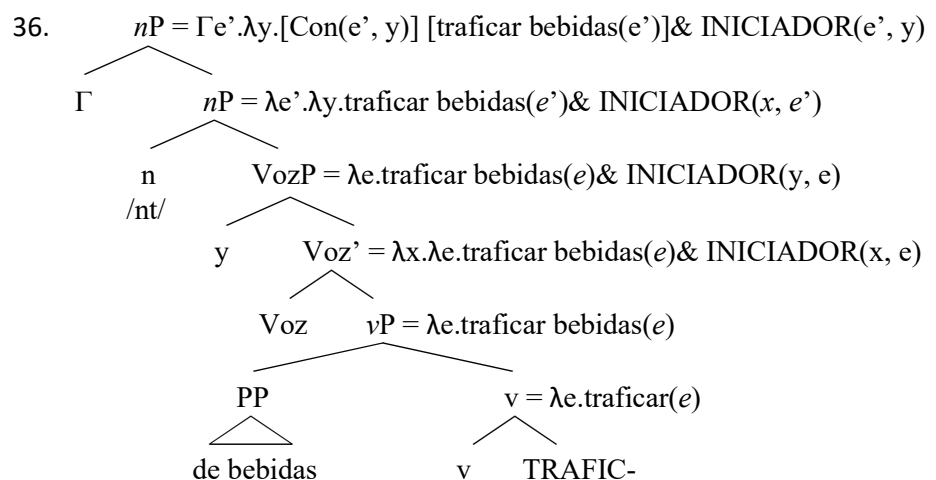 36. nP = Γe’.λy.[Con(e’, y)] [traficar bebidas(e’)]& INICIADOR(e’, y)
Γ nP = λe’.λy.traficar bebidas(e’)& INICIADOR(x, e’)
n VozP = λe.traficar bebidas(e)& INICIADOR(y, e)
/nt/
y Voz’ = λx.λe.traficar bebidas(e)& INICIADOR(x, e)
Voz vP = λe.traficar bebidas(e)
PP v = λe.traficar(e)
de bebidas v TRAFIC-